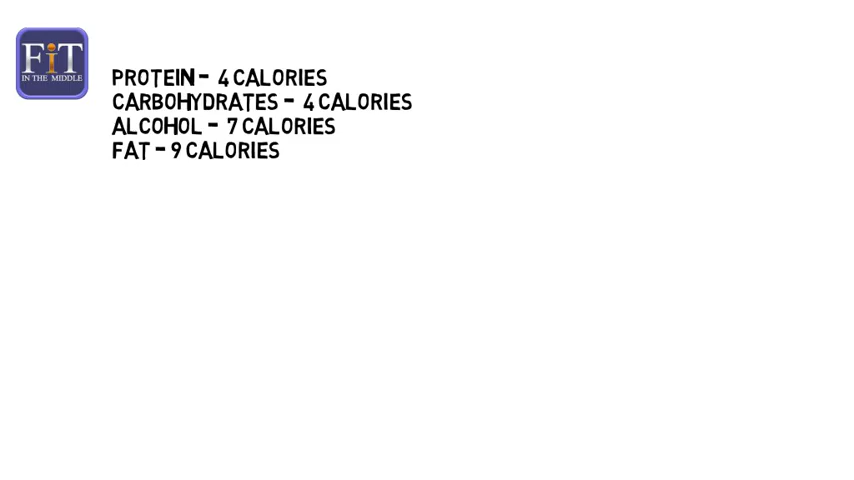 FiT
IN THE MIDDLE
PROTEIN - 4 CALORIES
CARBOHYDRATES - 4 CALORIES
ALCOHOL - 7 CALORIES
FAT - 9 CALORIES